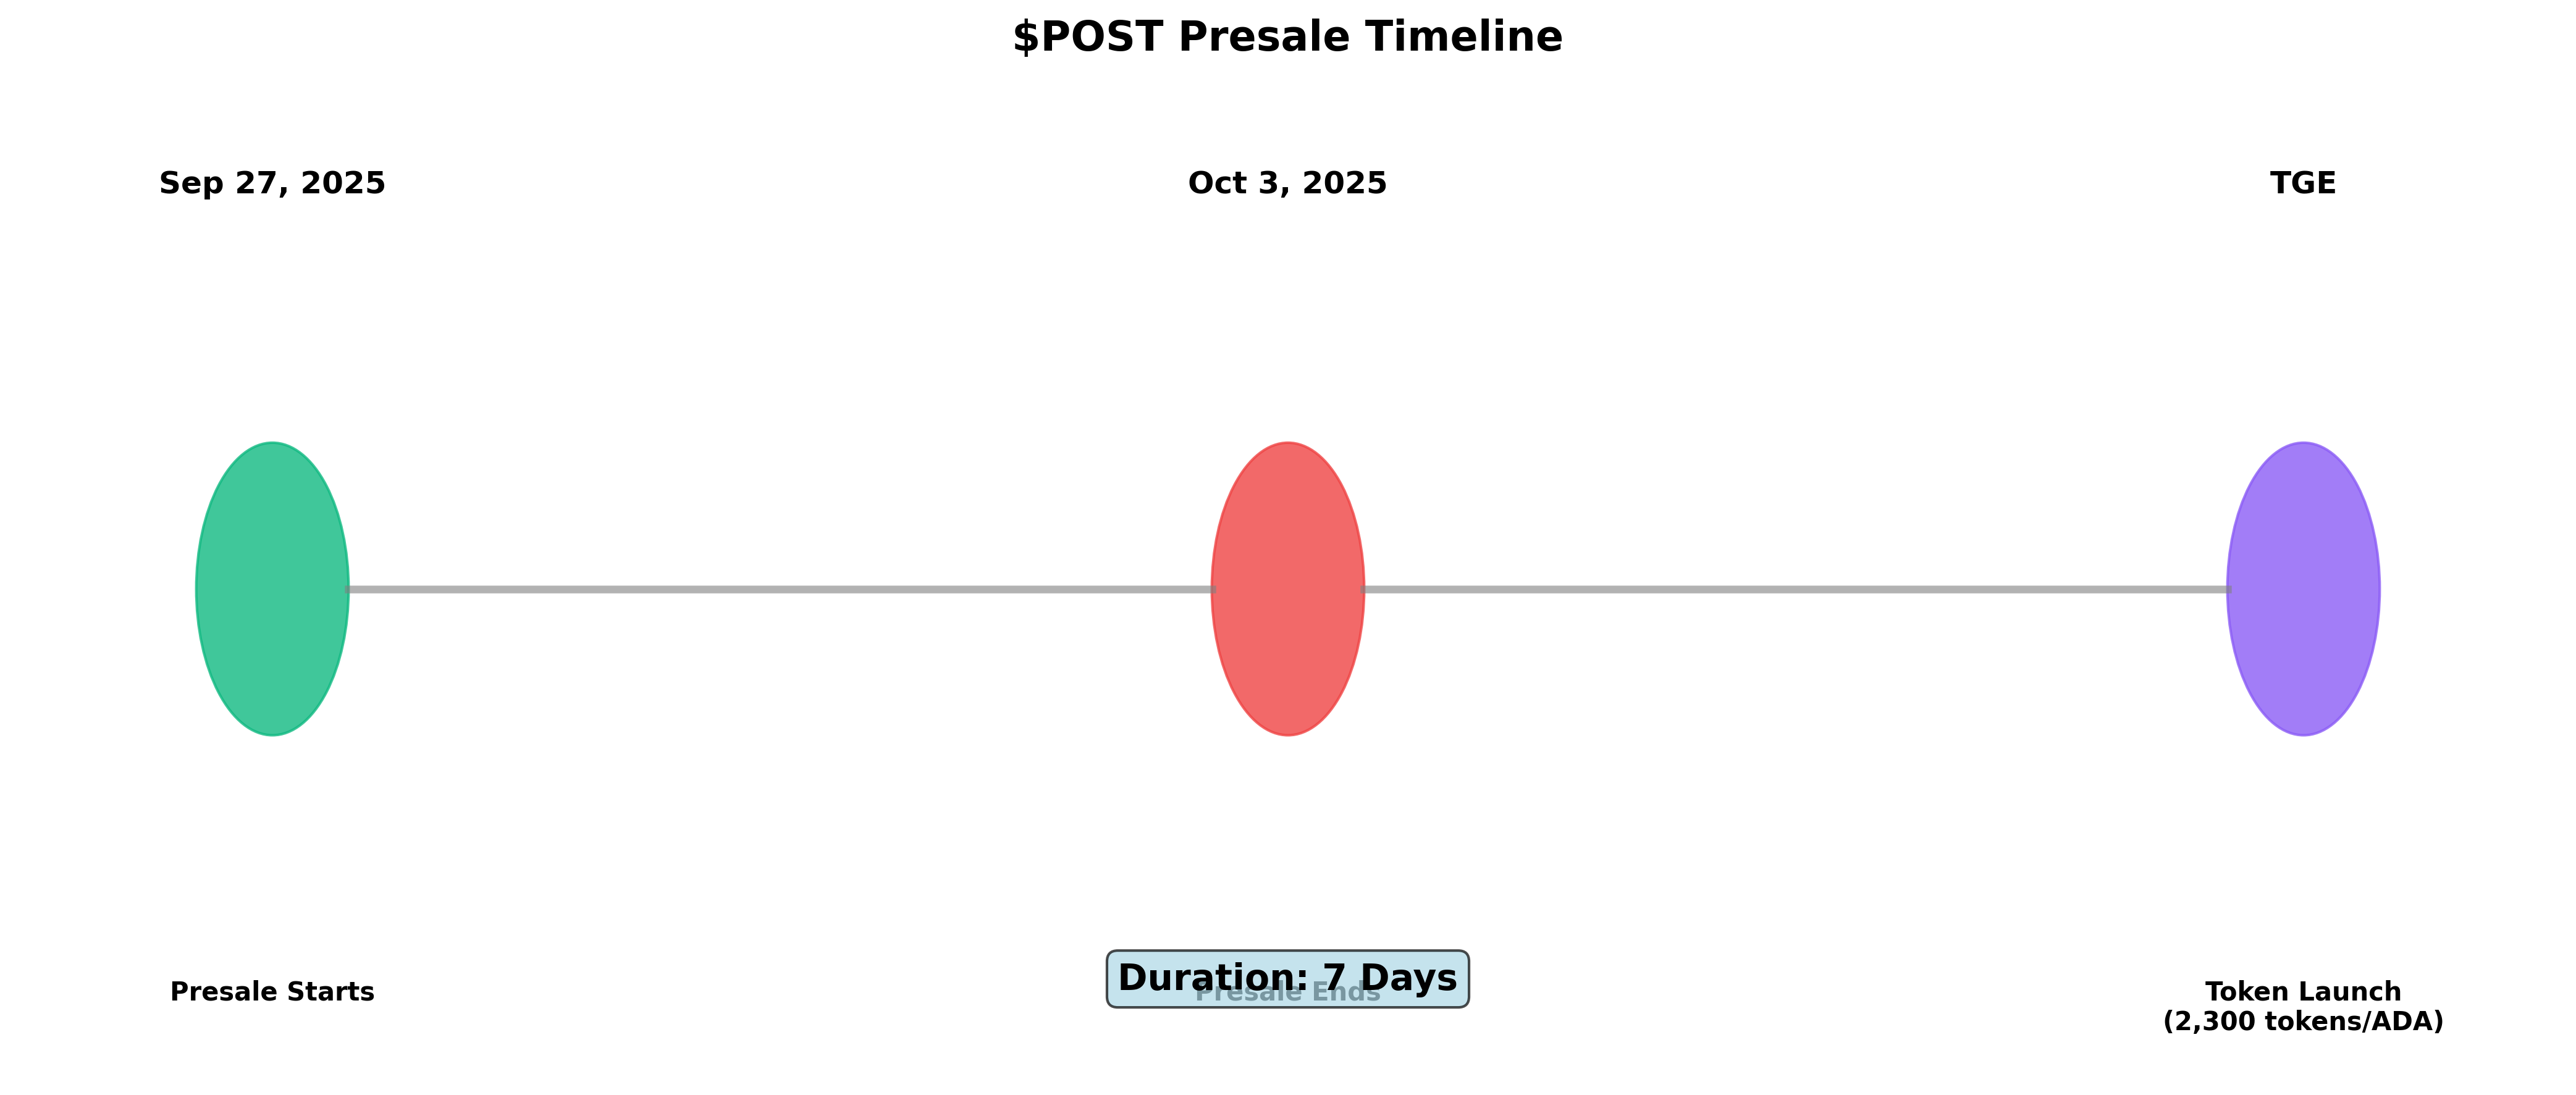 $POST Presale Timeline
Sep 27, 2025
Oct 3, 2025
TGE
Presale Starts
Duration: 7 Days
Presale Ends
Token Launch
(2,300 tokens/ADA)